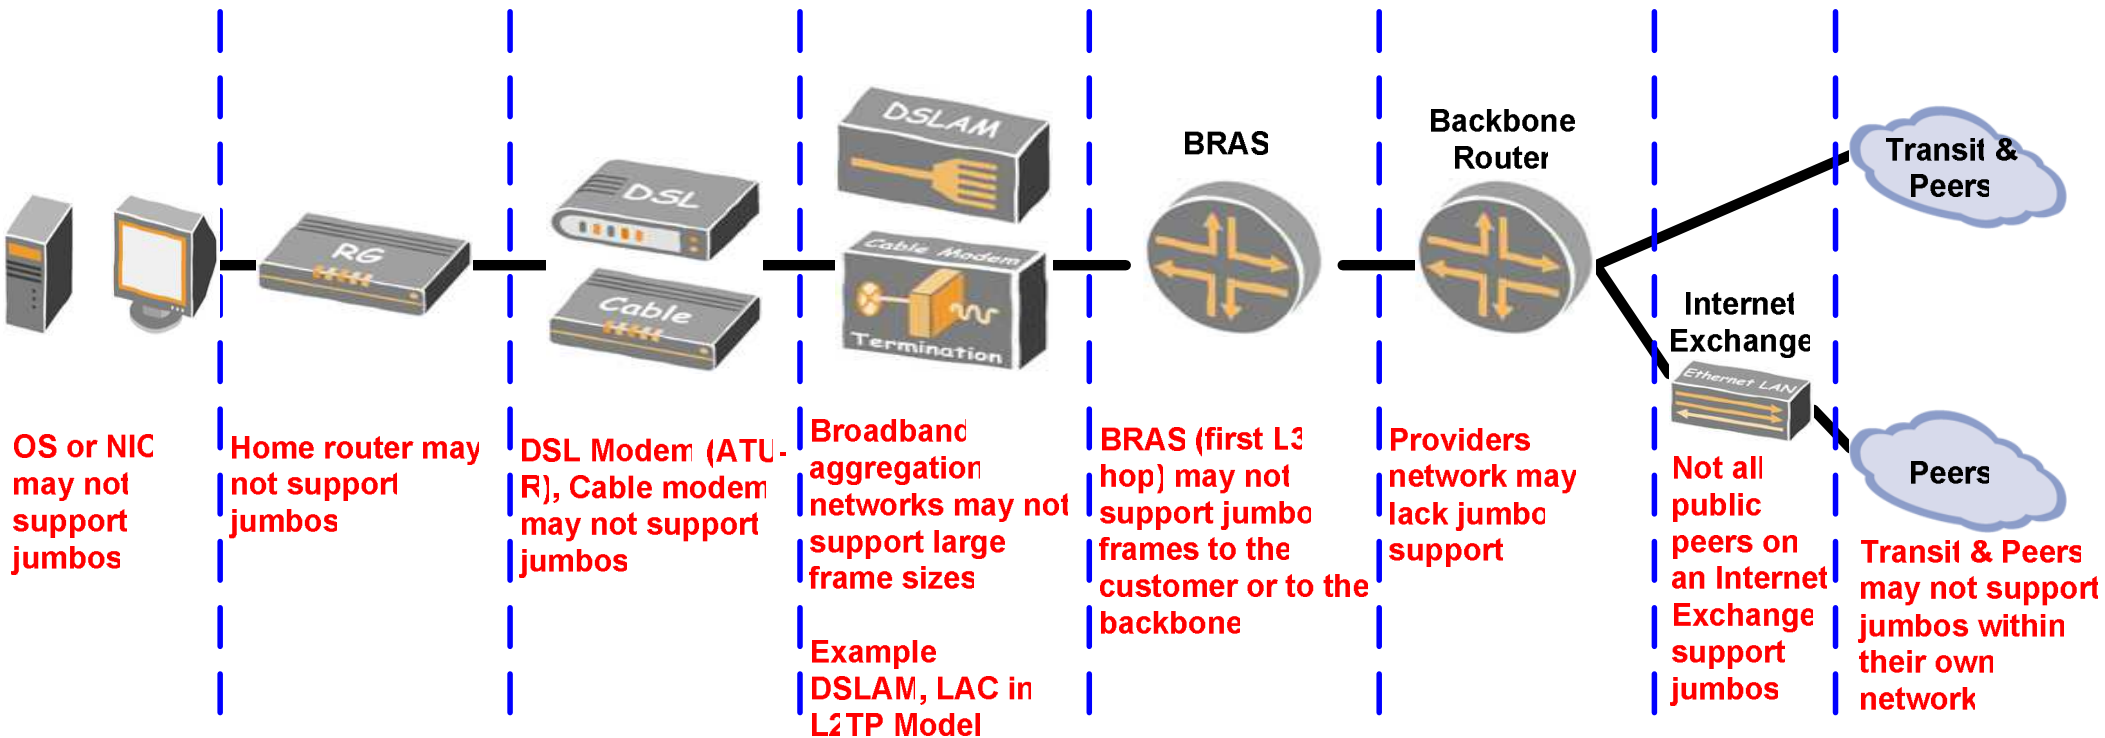 OS or NIC
may not
support
jumbos
RG
Home router may
not support
jumbos
DSL
Cable
DSL Modem (ATU-
R), Cable modem
may not support
jumbos
DSLAM
Cable Modem
Termination
Broadband
aggregation
networks may not
support large
frame sizes
Example
DSLAM, LAC in
L2TP Model
BRAS
BRAS (first L3
hop) may not
support jumbo
frames to the
customer or to the
backbone
Backbone
Router
Providers
network may
lack jumbo
support
Internet
Exchange
Ethernet LAN
Not all
public
peers on
an Internet
Exchange
support
jumbos
Transit &
Peers
Peers
Transit & Peers
may not support
jumbos within
their own
network